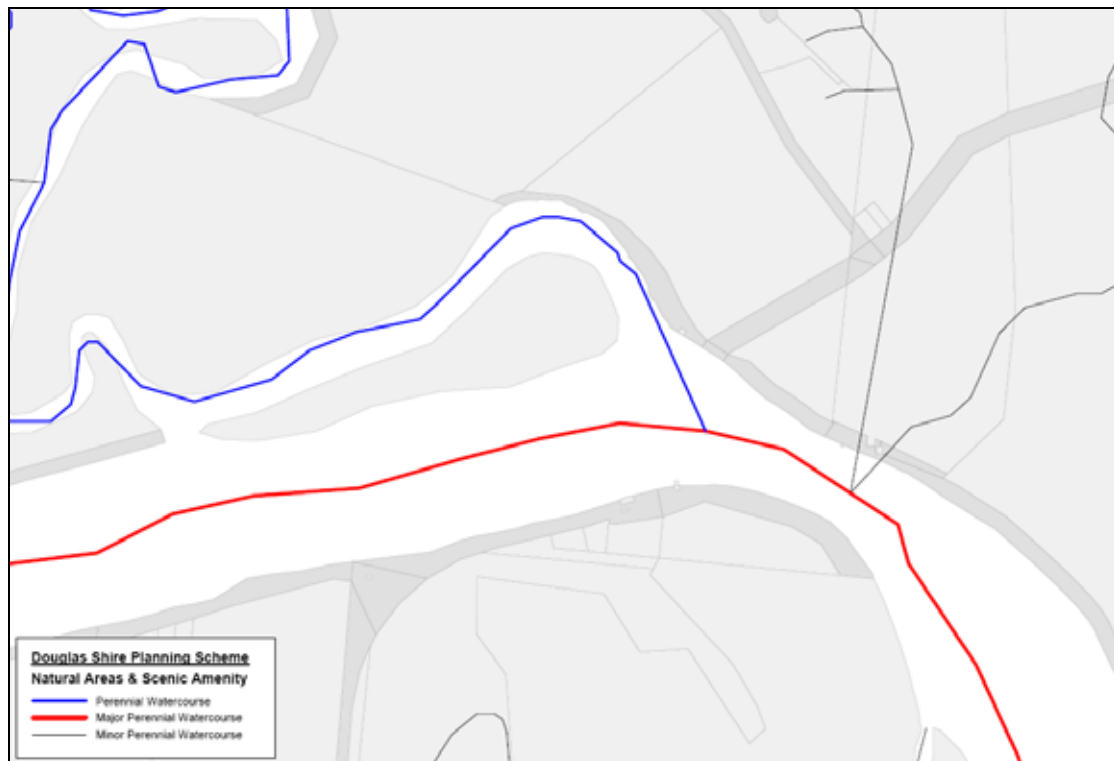 Douglas Shire Planning Scheme
Natural Areas & Scenic Amenity
Perennial Watercourse
Major Perennial Watercourse
Minor Perennial Watercourse